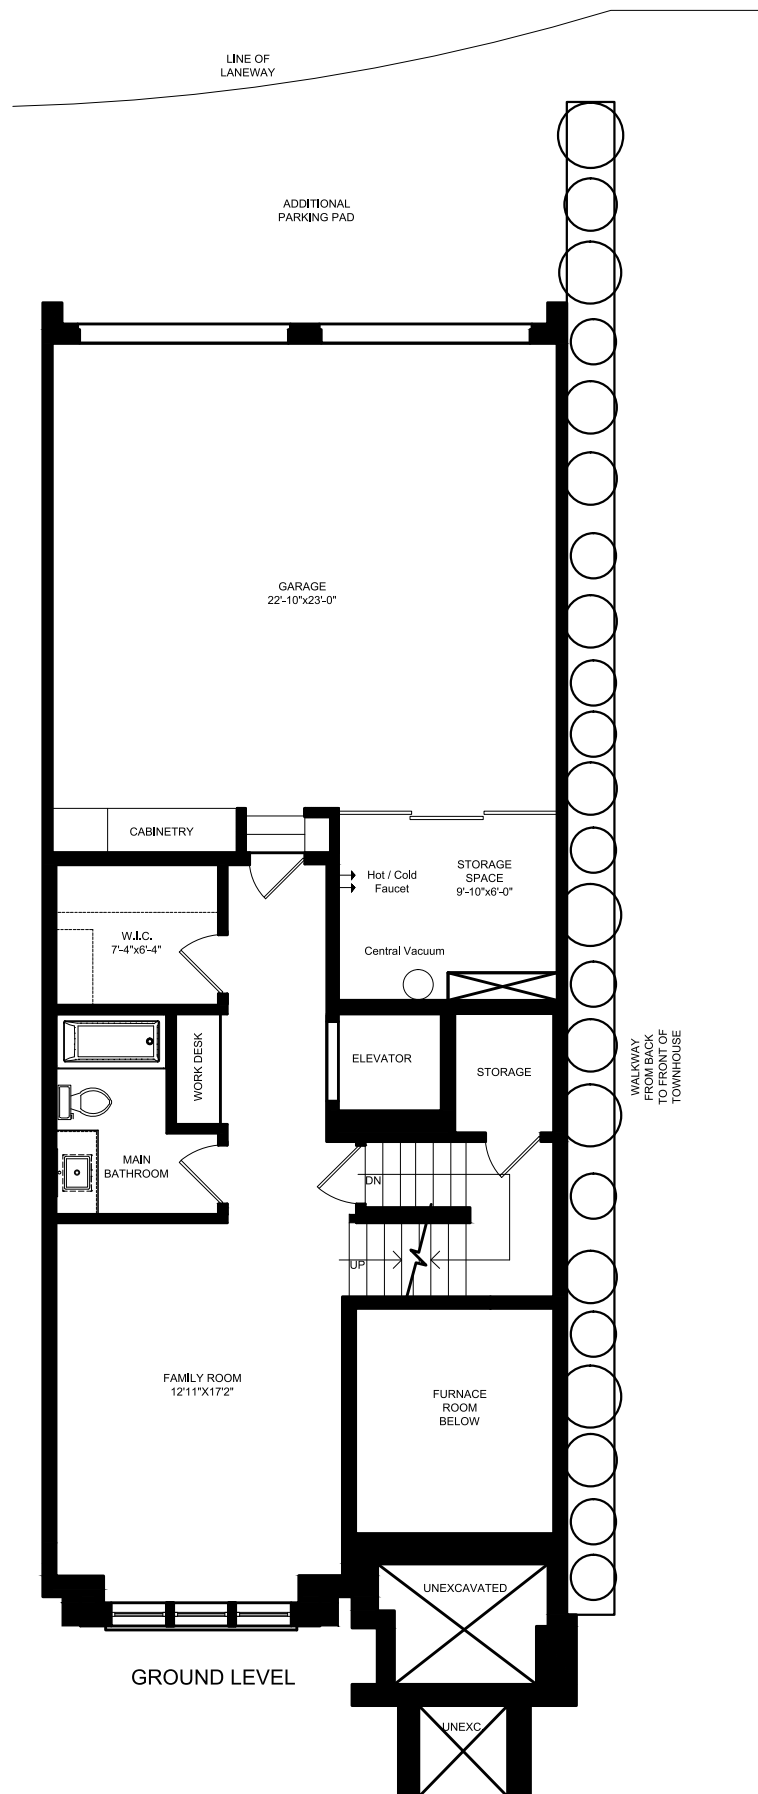 LINE OF
LANEWAY
ADDITIONAL
PARKING PAD
GARAGE
22'-10"x23'-0"
CABINETRY
Hot / Cold
Faucet
STORAGE
SPACE
9'-10"x6'-0"
W.I.C.
7'-4"x6'-4"
Central Vacuum
WORK DESK
ELEVATOR
STORAGE
WALKWAY
FROM BACK
TO FRONT OF
TOWNHOUSE
MAIN
BATHROOM
DN
UP
FAMILY ROOM
12'11"X17'2"
FURNACE
ROOM
BELOW
UNEXCAVATED
GROUND LEVEL
UNEXC.